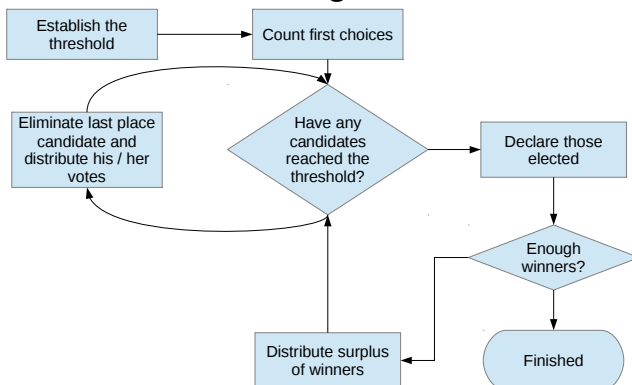 Establish the
threshold
Count first choices
Eliminate last place
candidate and
distribute his / her
votes
Have any
candidates
reached the
threshold?
Declare those
elected
Enough
winners?
Distribute surplus
of winners
Finished